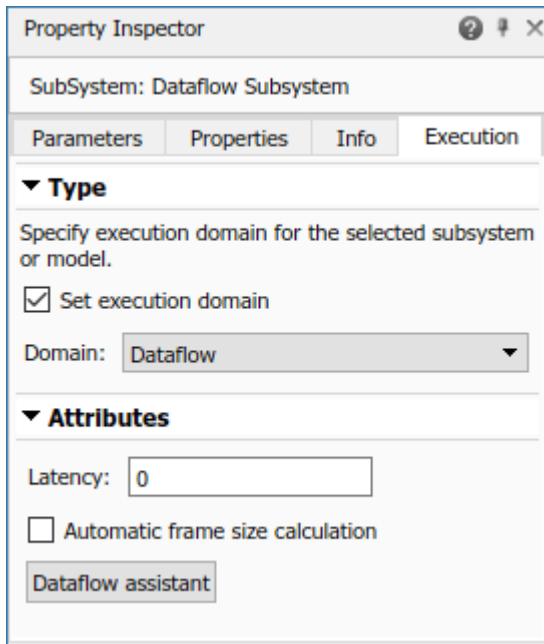 Property Inspector
SubSystem: Dataflow Subsystem
Parameters Properties Info Execution
Type
Specify execution domain for the selected subsystem
or model.
Set execution domain
Domain: Dataflow
Attributes
Latency: 0
Automatic frame size calculation
Dataflow assistant